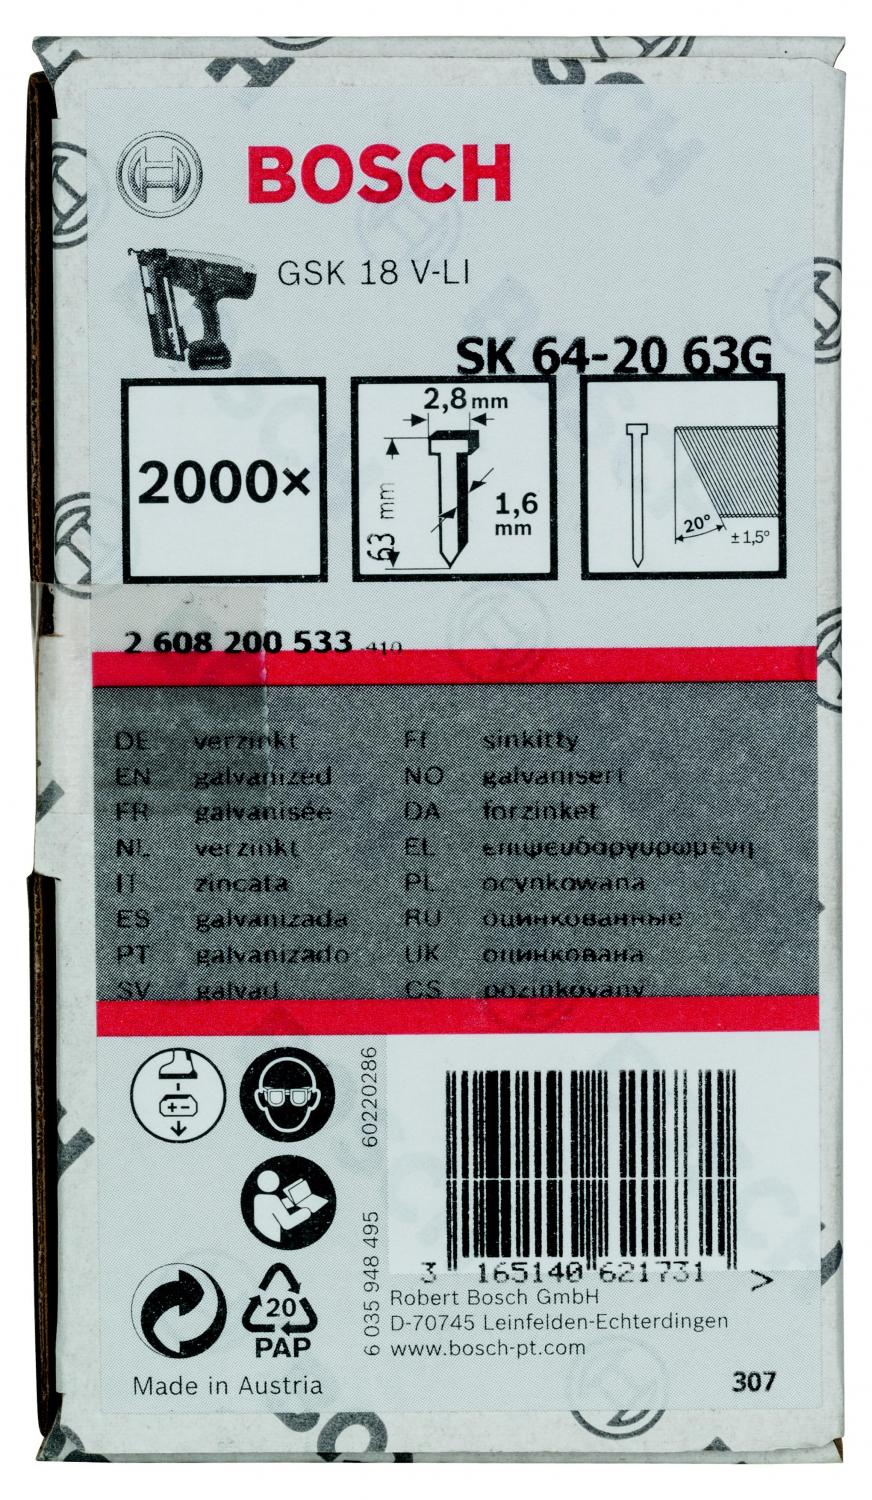 BOSCH
GSK 18 V-LI
SK 64-20 63G
2000×
2,8 mm
63 mm
1,6 mm
20°
± 1,5°
2 608 200 533 -410
DE verzinkt
EN galvanized
FR galvanisée
NL verzinkt
IT zincata
ES galvanizada
PT galvanizado
SV galvad
FI sinkitty
NO galvanisert
DA forzinket
EL επιψευδαργυρωμένη
PL ocynkowana
RU оцинкованные
UK оцинкована
CS pozinkovaný
60220286
6 035 948 495
3 165140 621731 >
20
PAP
Robert Bosch GmbH
D-70745 Leinfelden-Echterdingen
www.bosch-pt.com
Made in Austria
307